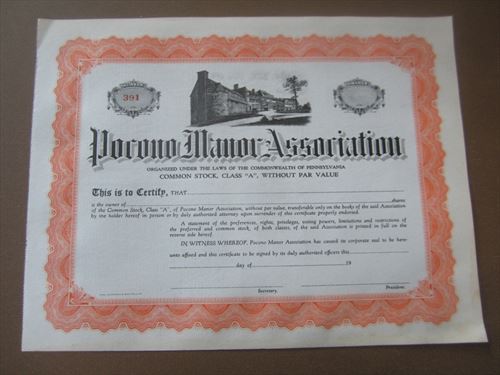 391
Pocono Manor Association
ORGANIZED UNDER THE LAWS OF THE COMMONWEALTH OF PENNSYLVANIA
COMMON STOCK, CLASS "A", WITHOUT PAR VALUE
This is to Certify, THAT
is the owner of shares
of the Common Stock, Class "A", of Pocono Manor Association, without par value, transferable only on the books of the said Association
by the holder hereof in person or by duly authorized attorney upon surrender of this certificate properly endorsed.
A statement of the preferences, rights, privileges, voting powers, limitations and restrictions of
the preferred and common stock, of both classes, of the said Association is printed in full on the
reverse side hereof.
IN WITNESS WHEREOF, Pocono Manor Association has caused its corporate seal to be here-
unto affixed and this certificate to be signed by its duly authorized officers this
day of 19
Secretary. President.